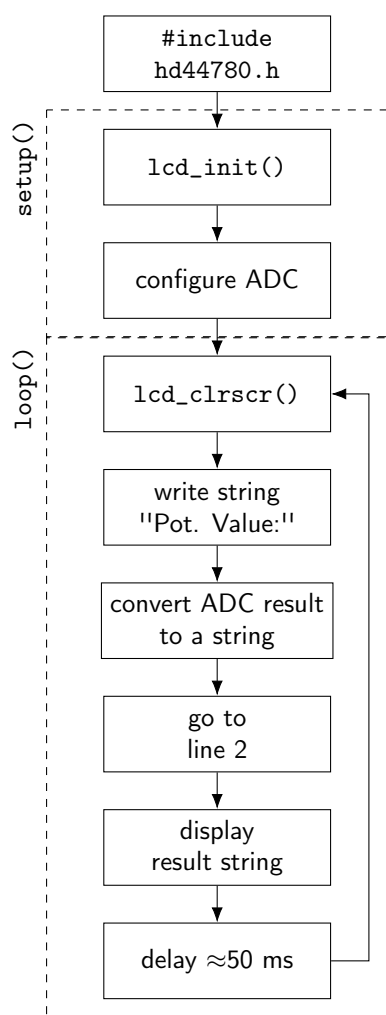 #include
hd44780.h
setup()
lcd_init()
configure ADC
loop()
lcd_clrscr()
write string
"Pot. Value:"
convert ADC result
to a string
go to
line 2
display
result string
delay ≈50 ms